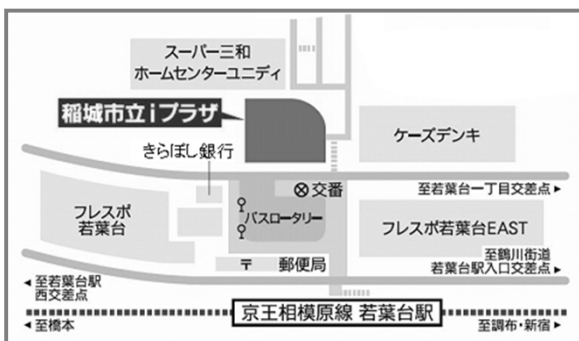 スーパー三和
ホームセンターユニディ
稲城市立iプラザ
ケーズデンキ
きらぼし銀行
交番
至若葉台一丁目交差点▶
フレスポ
若葉台
バスロータリー
フレスポ若葉台EAST
至鶴川街道
若葉台駅入口交差点▶
〒 郵便局
◀至若葉台駅
西交差点
京王相模原線 若葉台駅
◀至橋本
至調布・新宿▶